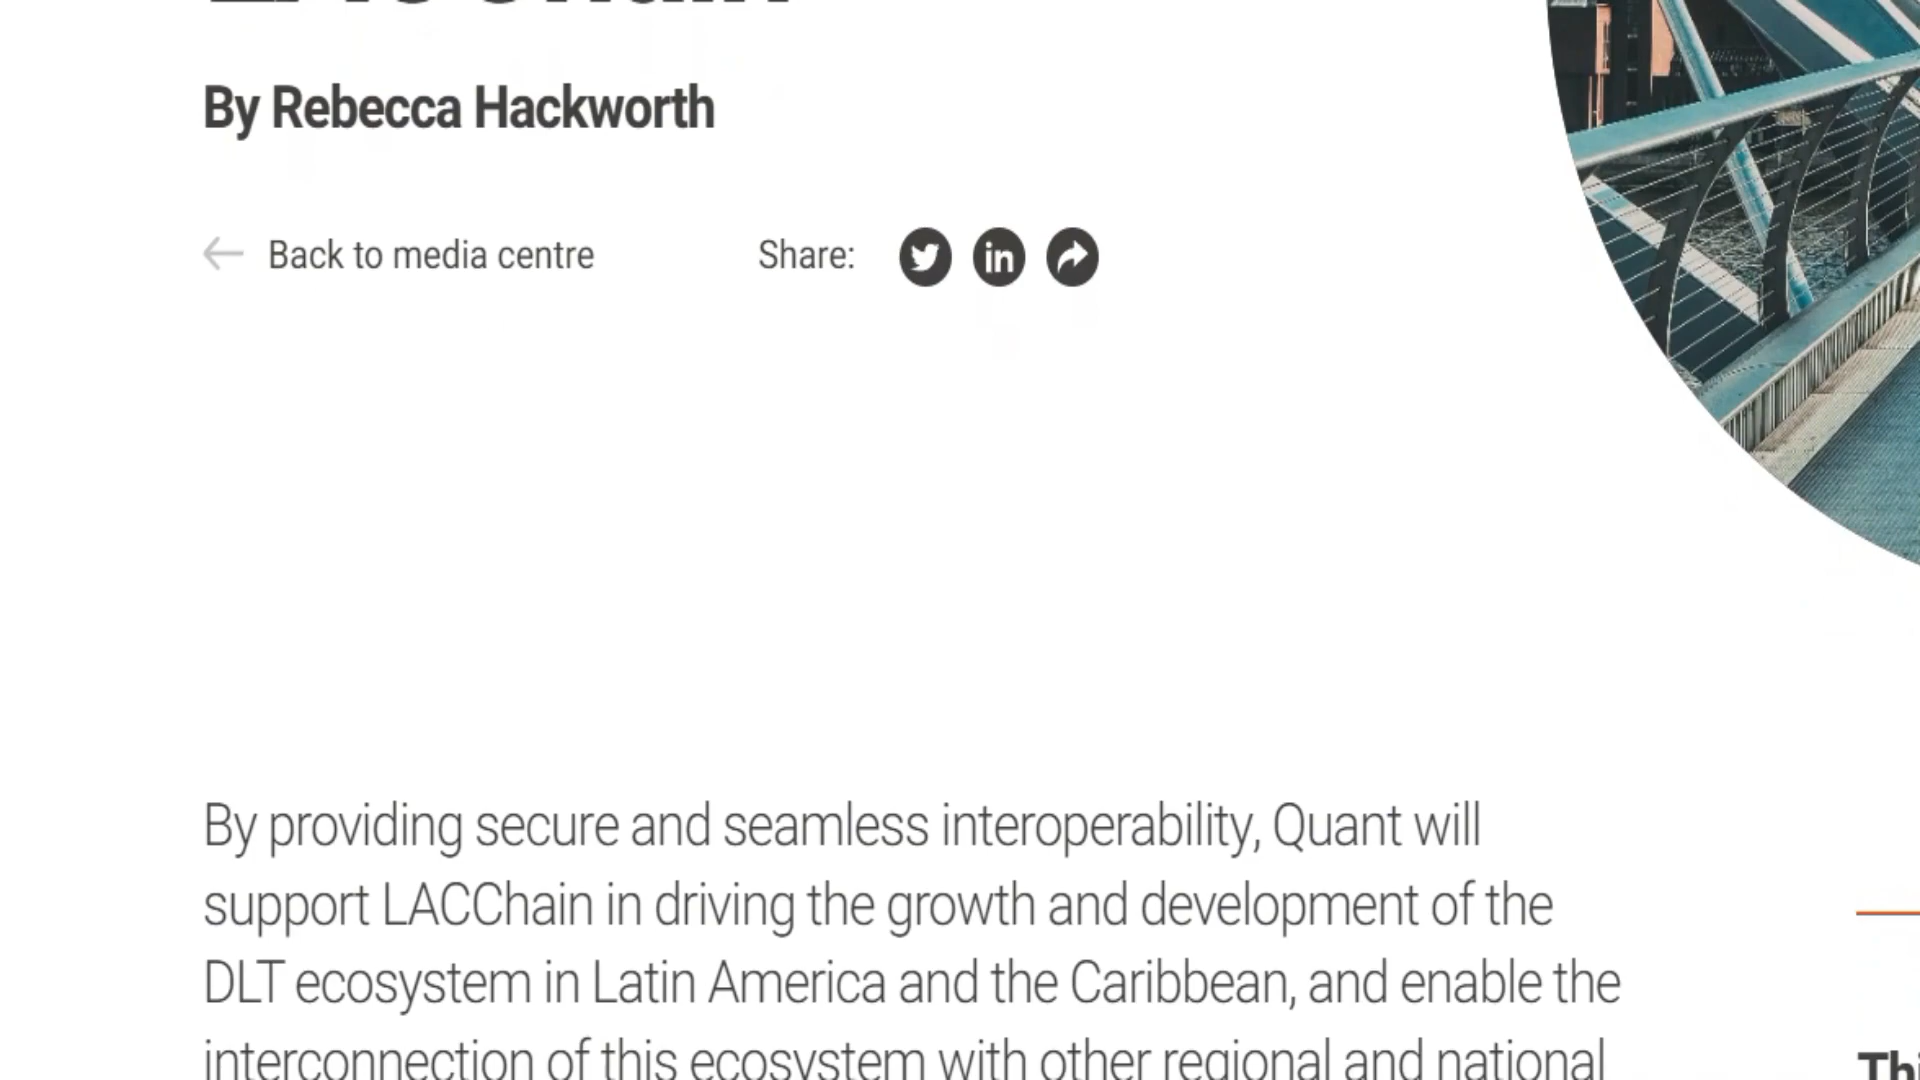 By Rebecca Hackworth
Back to media centre
Share:
By providing secure and seamless interoperability, Quant will
support LACChain in driving the growth and development of the
DLT ecosystem in Latin America and the Caribbean, and enable the
interconnection of this ecosystem with other regional and national